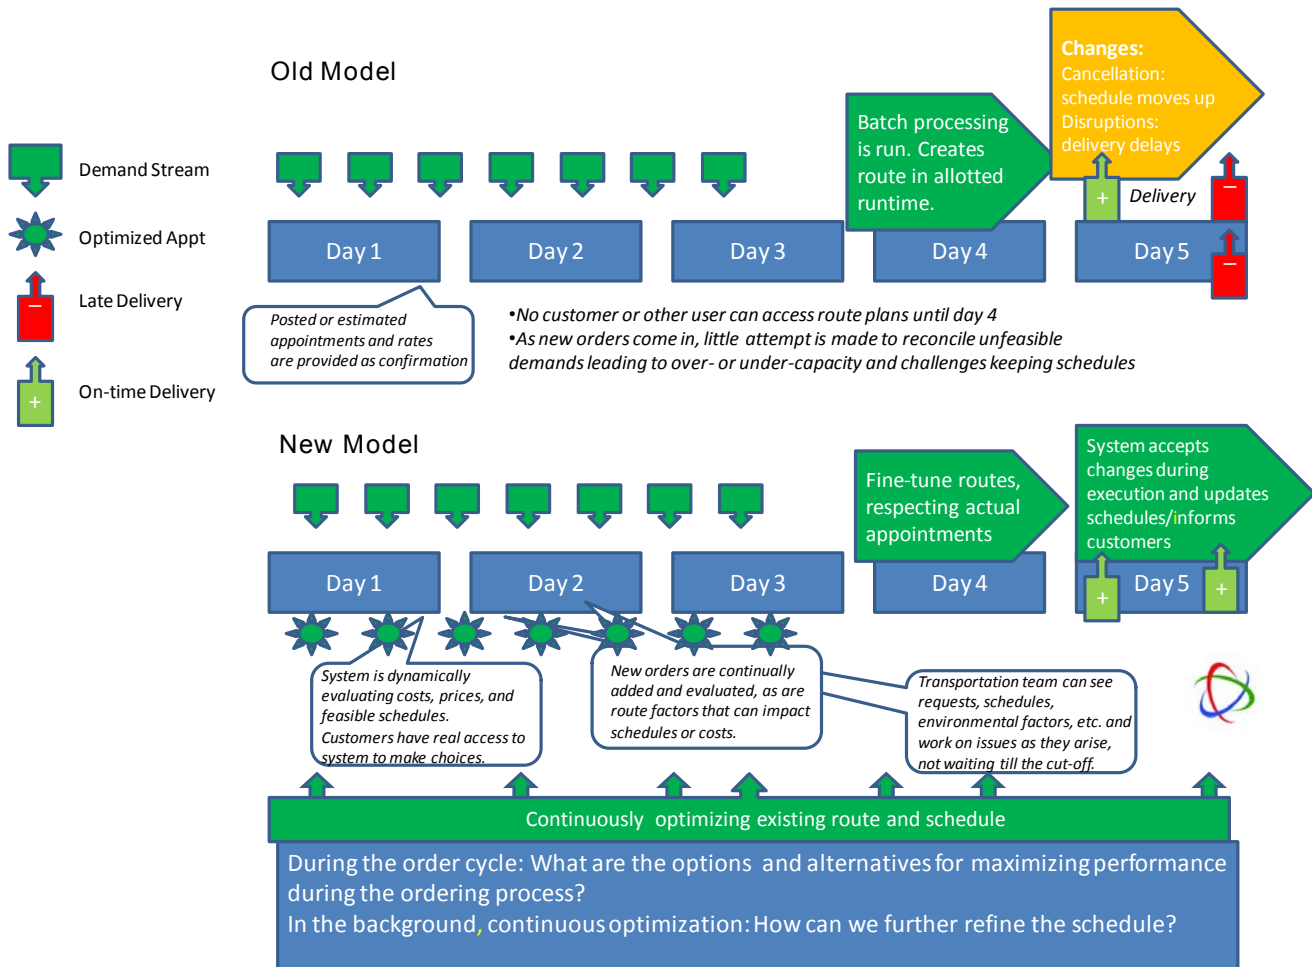 Old Model
Changes:
Cancellation:
schedule moves up
Disruptions:
delivery delays
Batch processing
is run. Creates
route in allotted
runtime.
Demand Stream
Optimized Appt
Late Delivery
On-time Delivery
+
Delivery
–
Day 1
Day 2
Day 3
Day 4
Day 5
–
–
+
Posted or estimated
appointments and rates
are provided as confirmation
•No customer or other user can access route plans until day 4
•As new orders come in, little attempt is made to reconcile unfeasible
demands leading to over- or under-capacity and challenges keeping schedules
New Model
Fine-tune routes,
respecting actual
appointments
System accepts
changes during
execution and updates
schedules/informs
customers
Day 1
Day 2
Day 3
Day 4
Day 5
+
+
System is dynamically
evaluating costs, prices, and
feasible schedules.
Customers have real access to
system to make choices.
New orders are continually
added and evaluated, as are
route factors that can impact
schedules or costs.
Transportation team can see
requests, schedules,
environmental factors, etc. and
work on issues as they arise,
not waiting till the cut-off.
Continuously optimizing existing route and schedule
During the order cycle: What are the options and alternatives for maximizing performance
during the ordering process?
In the background, continuous optimization: How can we further refine the schedule?